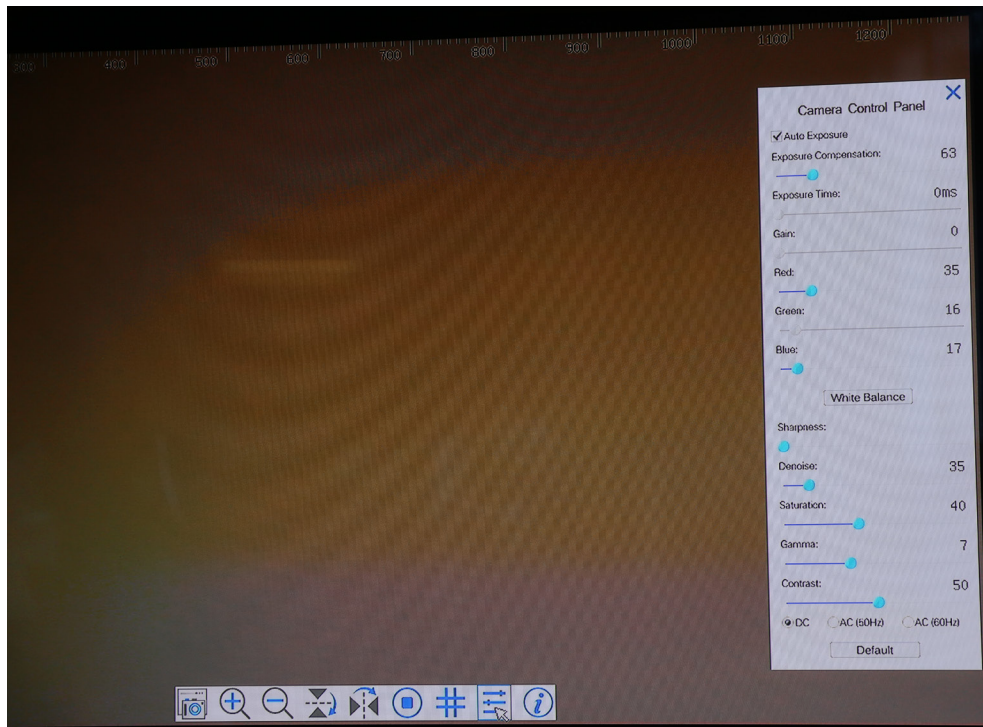 400 500 600 700 800 900 1000 1100 1200
Camera Control Panel
Auto Exposure
Exposure Compensation: 63
Exposure Time: 0ms
Gain: 0
Red: 35
Green: 16
Blue: 17
White Balance
Sharpness:
Denoise: 35
Saturation: 40
Gamma: 7
Contrast: 50
DC AC (50Hz) AC (60Hz)
Default